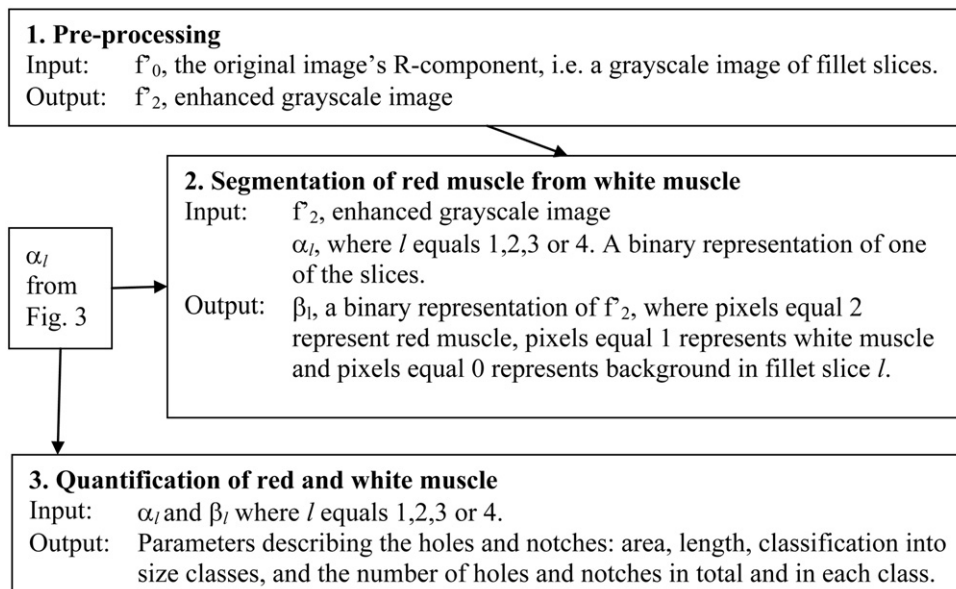 1. Pre-processing
Input: f'₀, the original image's R-component, i.e. a grayscale image of fillet slices.
Output: f'₂, enhanced grayscale image
2. Segmentation of red muscle from white muscle
Input: f'₂, enhanced grayscale image
αₗ, where l equals 1,2,3 or 4. A binary representation of one
of the slices.
Output: βₗ, a binary representation of f'₂, where pixels equal 2
represent red muscle, pixels equal 1 represents white muscle
and pixels equal 0 represents background in fillet slice l.
αₗ
from
Fig. 3
3. Quantification of red and white muscle
Input: αₗ and βₗ where l equals 1,2,3 or 4.
Output: Parameters describing the holes and notches: area, length, classification into
size classes, and the number of holes and notches in total and in each class.